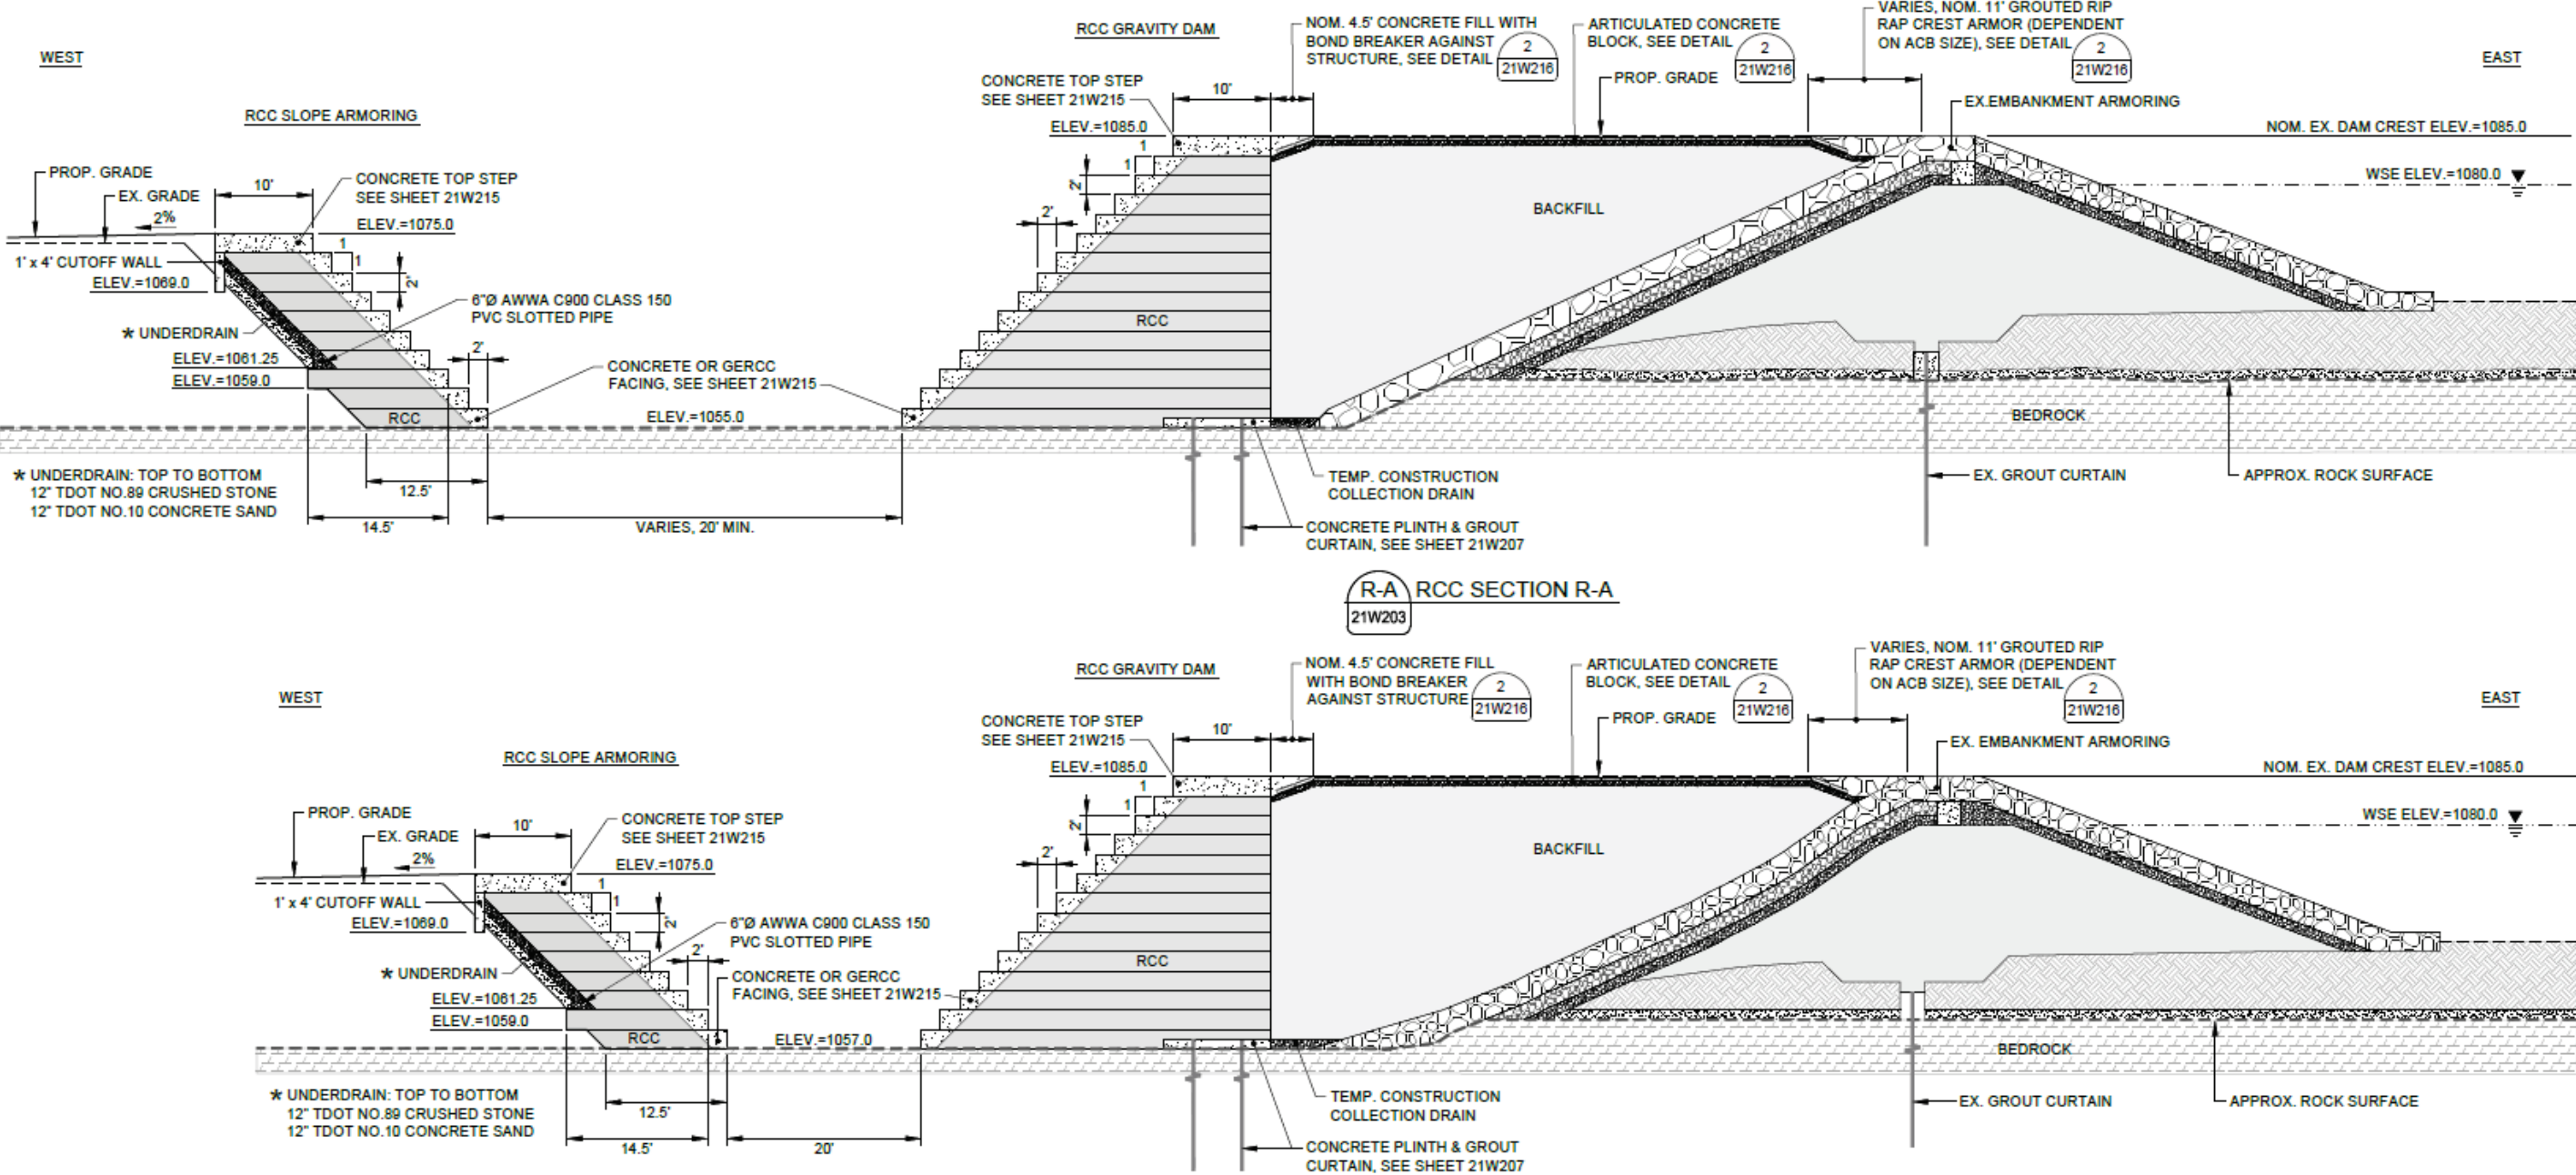 WEST
RCC SLOPE ARMORING
PROP. GRADE
EX. GRADE
2%
10'
CONCRETE TOP STEP
SEE SHEET 21W215
ELEV.=1075.0
1
1
2'
1' x 4' CUTOFF WALL
ELEV.=1069.0
6"Ø AWWA C900 CLASS 150
PVC SLOTTED PIPE
* UNDERDRAIN
ELEV.=1061.25
ELEV.=1059.0
2'
CONCRETE OR GERCC
FACING, SEE SHEET 21W215
RCC
ELEV.=1055.0
* UNDERDRAIN: TOP TO BOTTOM
12" TDOT NO.89 CRUSHED STONE
12" TDOT NO.10 CONCRETE SAND
12.5'
14.5'
VARIES, 20' MIN.
RCC GRAVITY DAM
CONCRETE TOP STEP
SEE SHEET 21W215
10'
ELEV.=1085.0
1
1
2'
2'
RCC
NOM. 4.5' CONCRETE FILL WITH
BOND BREAKER AGAINST
STRUCTURE, SEE DETAIL
2
21W216
ARTICULATED CONCRETE
BLOCK, SEE DETAIL
2
21W216
PROP. GRADE
VARIES, NOM. 11' GROUTED RIP
RAP CREST ARMOR (DEPENDENT
ON ACB SIZE), SEE DETAIL
2
21W216
EAST
EX.EMBANKMENT ARMORING
NOM. EX. DAM CREST ELEV.=1085.0
WSE ELEV.=1080.0
BACKFILL
BEDROCK
TEMP. CONSTRUCTION
COLLECTION DRAIN
CONCRETE PLINTH & GROUT
CURTAIN, SEE SHEET 21W207
EX. GROUT CURTAIN
APPROX. ROCK SURFACE
R-A
21W203
RCC SECTION R-A
WEST
RCC SLOPE ARMORING
PROP. GRADE
EX. GRADE
2%
10'
CONCRETE TOP STEP
SEE SHEET 21W215
ELEV.=1075.0
1
1
2'
1' x 4' CUTOFF WALL
ELEV.=1069.0
6"Ø AWWA C900 CLASS 150
PVC SLOTTED PIPE
* UNDERDRAIN
2'
CONCRETE OR GERCC
FACING, SEE SHEET 21W215
ELEV.=1061.25
ELEV.=1059.0
RCC
ELEV.=1057.0
* UNDERDRAIN: TOP TO BOTTOM
12" TDOT NO.89 CRUSHED STONE
12" TDOT NO.10 CONCRETE SAND
12.5'
14.5'
20'
RCC GRAVITY DAM
CONCRETE TOP STEP
SEE SHEET 21W215
10'
ELEV.=1085.0
1
1
2'
2'
RCC
NOM. 4.5' CONCRETE FILL
WITH BOND BREAKER
AGAINST STRUCTURE
2
21W216
ARTICULATED CONCRETE
BLOCK, SEE DETAIL
2
21W216
PROP. GRADE
VARIES, NOM. 11' GROUTED RIP
RAP CREST ARMOR (DEPENDENT
ON ACB SIZE), SEE DETAIL
2
21W216
EAST
EX. EMBANKMENT ARMORING
NOM. EX. DAM CREST ELEV.=1085.0
WSE ELEV.=1080.0
BACKFILL
BEDROCK
TEMP. CONSTRUCTION
COLLECTION DRAIN
CONCRETE PLINTH & GROUT
CURTAIN, SEE SHEET 21W207
EX. GROUT CURTAIN
APPROX. ROCK SURFACE